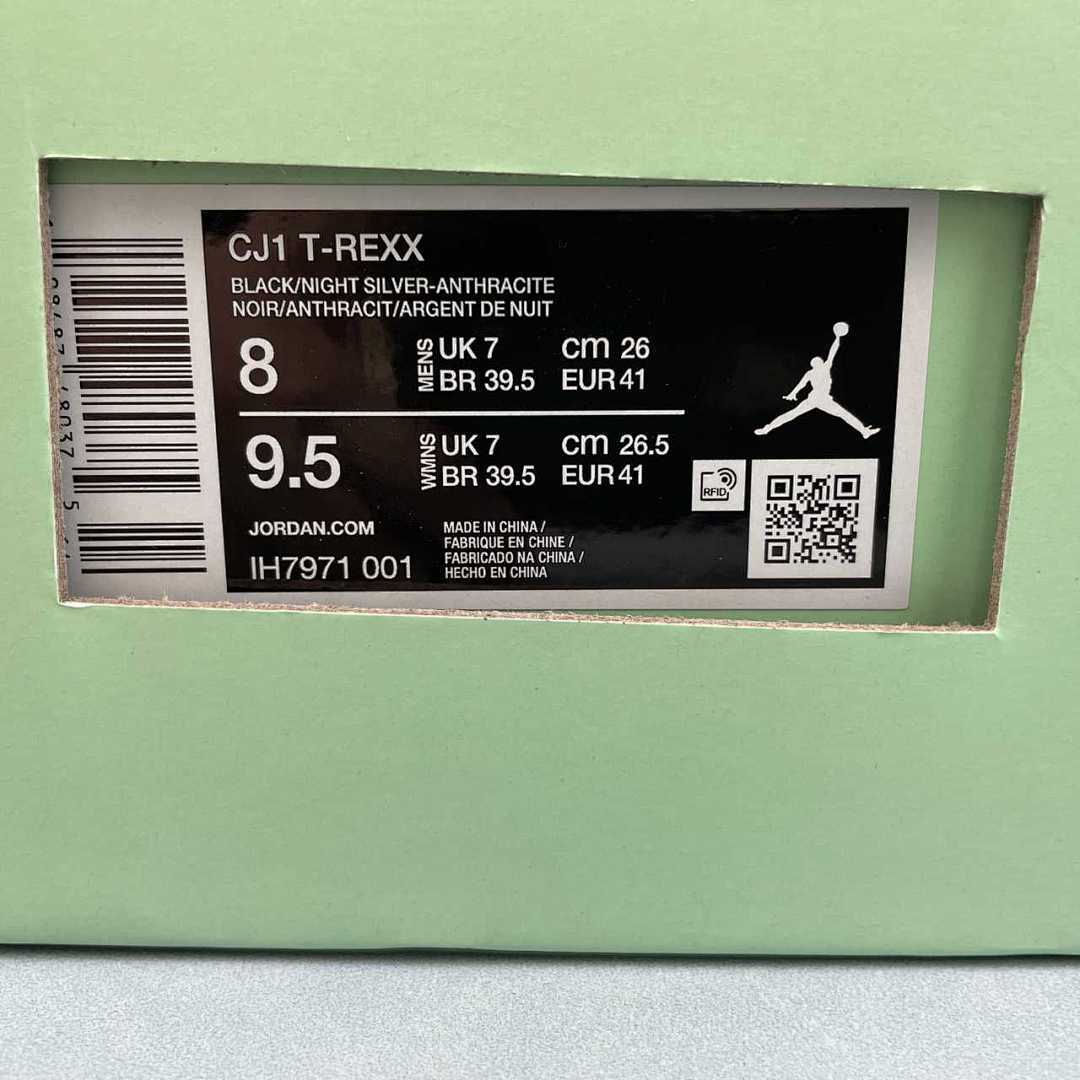 CJ1 T-REXX
BLACK/NIGHT SILVER-ANTHRACITE
NOIR/ANTHRACIT/ARGENT DE NUIT
8 MENS UK 7 cm 26
BR 39.5 EUR 41
9.5 WMNS UK 7 cm 26.5
BR 39.5 EUR 41
RFID
JORDAN.COM
IH7971 001
MADE IN CHINA /
FABRIQUE EN CHINE /
FABRICADO NA CHINA /
HECHO EN CHINA